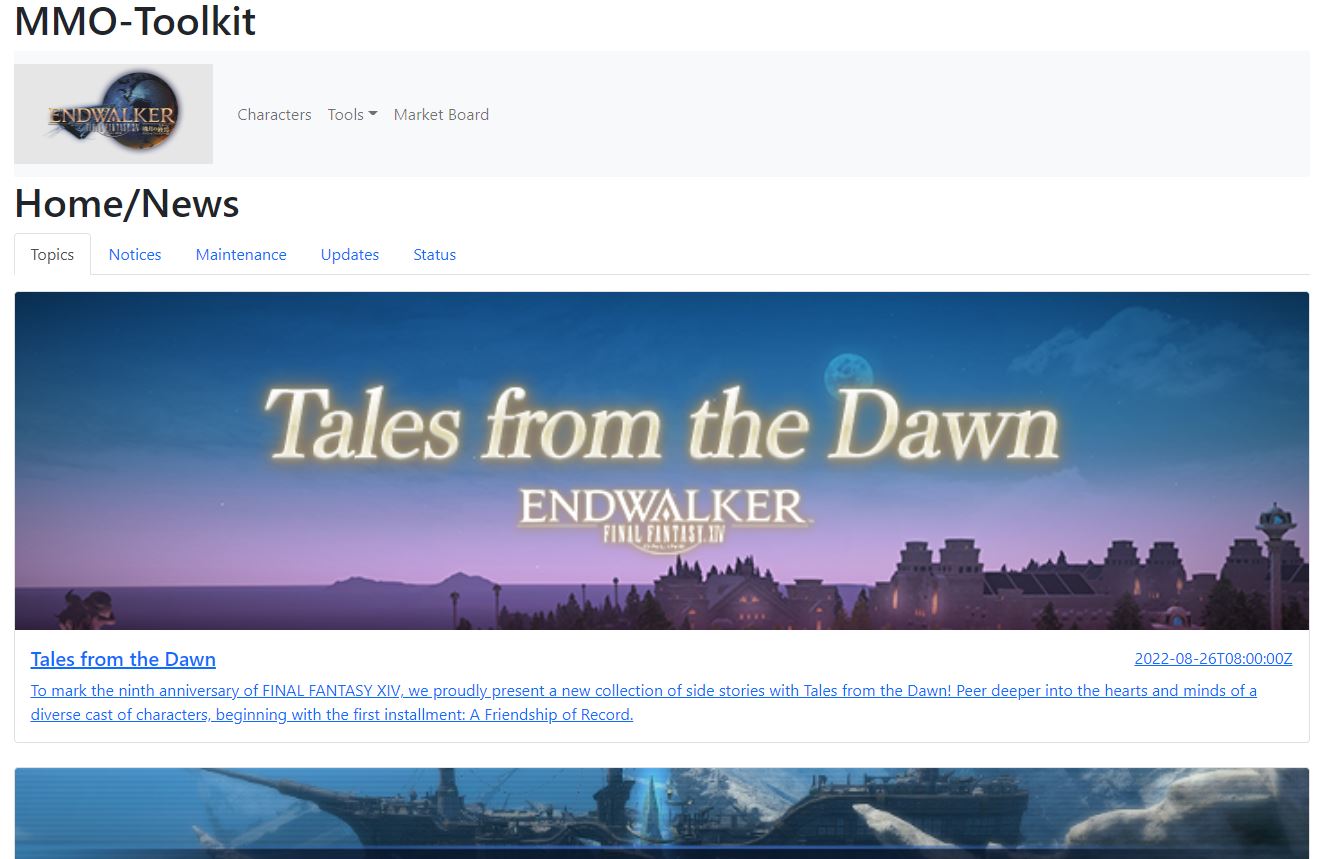 MMO-Toolkit
ENDWALKER
FINAL FANTASY XIV
Characters Tools Market Board
Home/News
Topics Notices Maintenance Updates Status
Tales from the Dawn
ENDWALKER
FINAL FANTASY XIV
ONLINE
Tales from the Dawn 2022-08-26T08:00:00Z
To mark the ninth anniversary of FINAL FANTASY XIV, we proudly present a new collection of side stories with Tales from the Dawn! Peer deeper into the hearts and minds of a
diverse cast of characters, beginning with the first installment: A Friendship of Record.